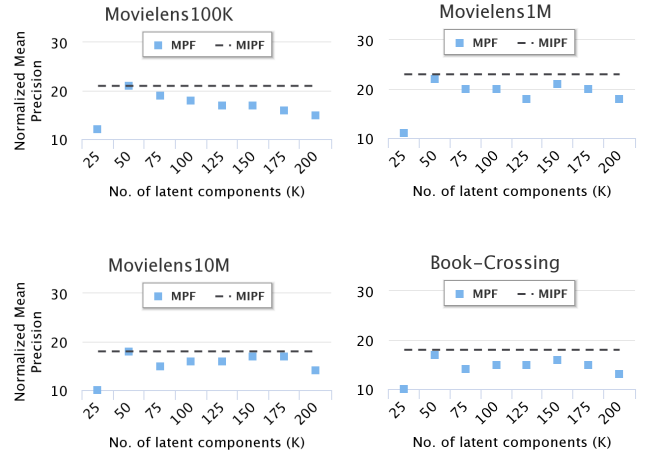 Movielens100K
MPF MIPF
Normalized Mean
Precision
30
20
10
25 50 75 100 125 150 175 200
No. of latent components (K)
Movielens1M
MPF MIPF
30
20
10
25 50 75 100 125 150 175 200
No. of latent components (K)
Movielens10M
MPF MIPF
Normalized Mean
Precision
30
20
10
25 50 75 100 125 150 175 200
No. of latent components (K)
Book-Crossing
MPF MIPF
30
20
10
25 50 75 100 125 150 175 200
No. of latent components (K)